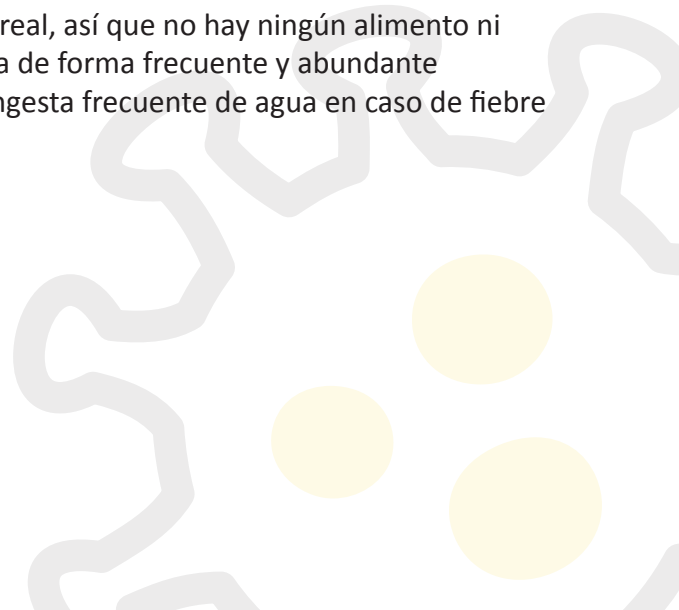 real, así que no hay ningún alimento ni
a de forma frecuente y abundante
ngesta frecuente de agua en caso de fiebre